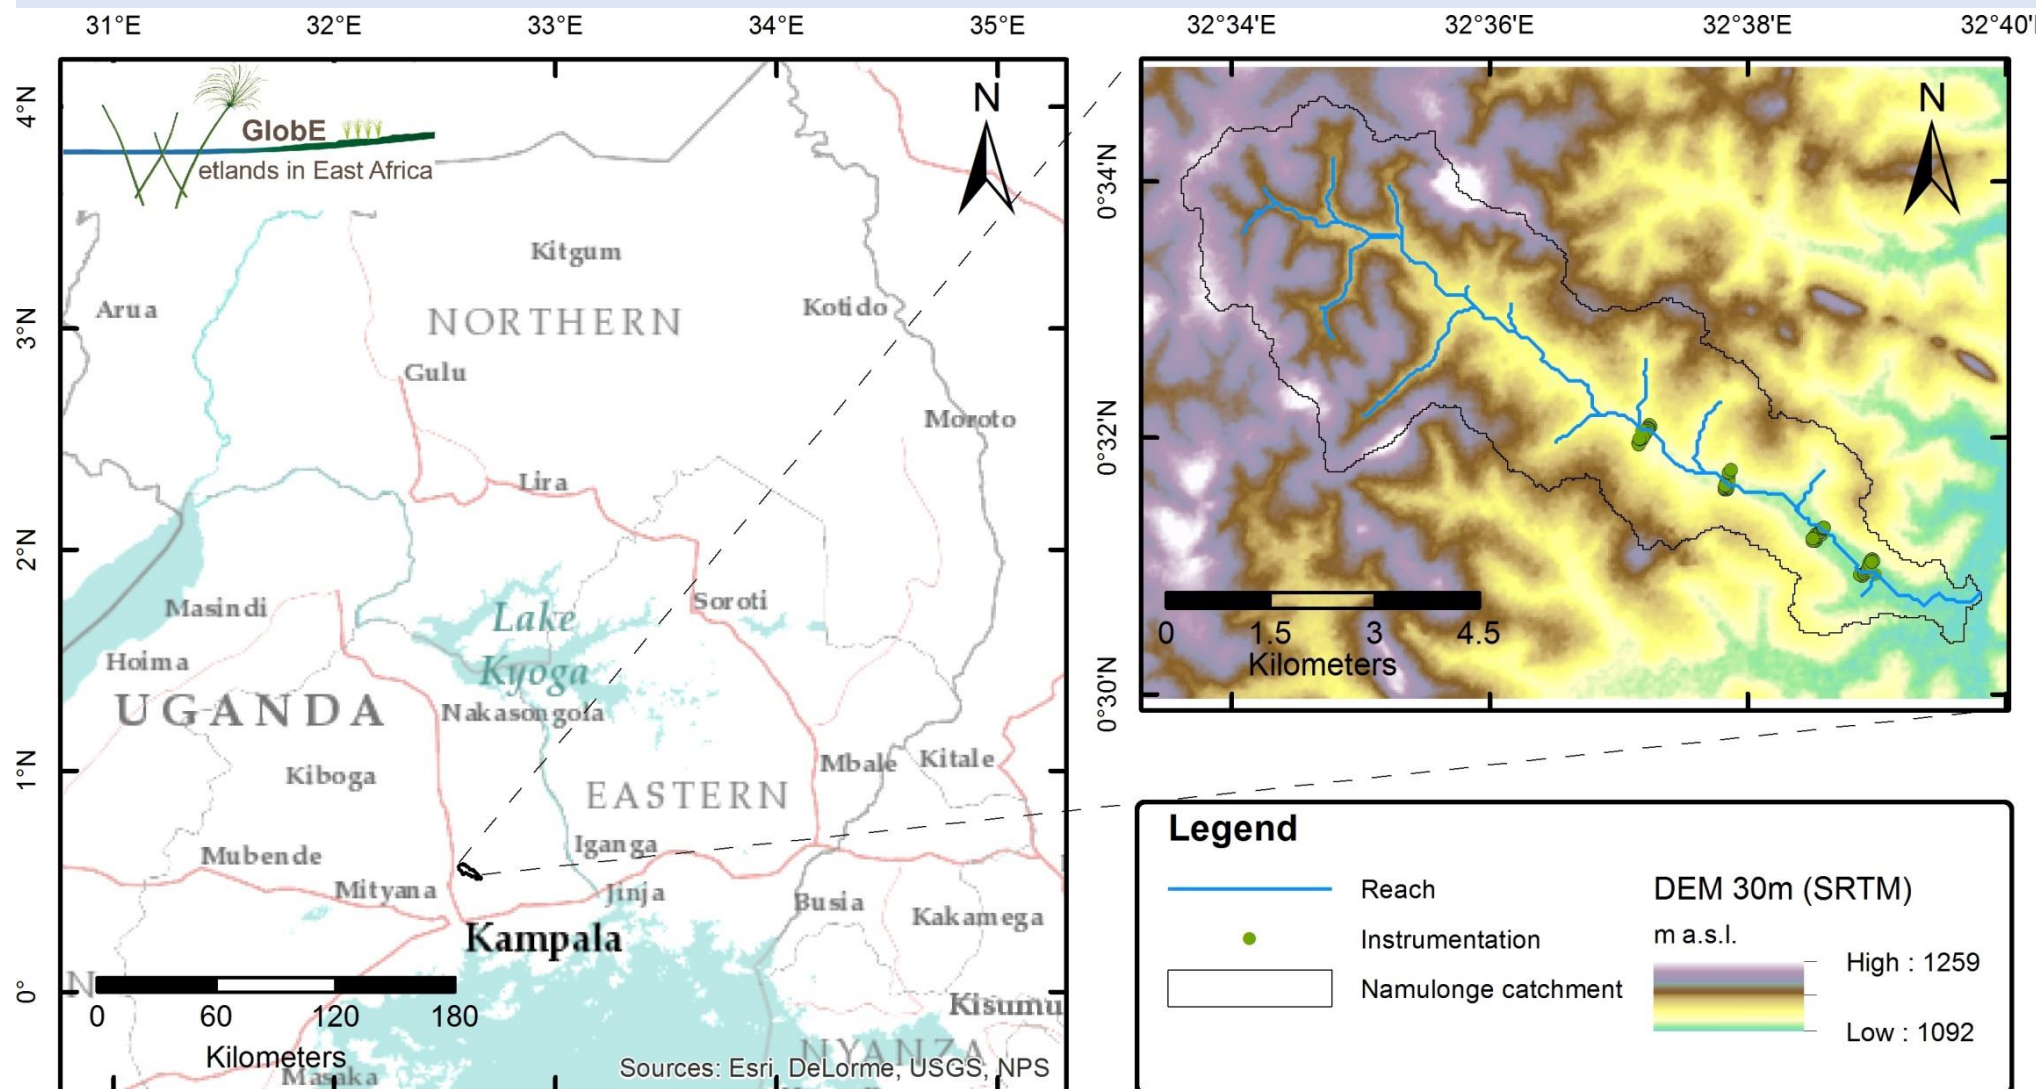 31°E 32°E 33°E 34°E 35°E
32°34'E 32°36'E 32°38'E
4°N
3°N
2°N
1°N
0°
GlobE
etlands in East Africa
N
Kitgum
Arua
Kotido
NORTHERN
Gulu
Moroto
Lira
Masindi
Soroti
Lake
Kyoga
Hoima
UGANDA
Nakasongola
Kiboga
Mbale
Kitale
EASTERN
Iganga
Mubende
Mityana
Jinja
Busia
Kakamega
Kampala
N
Kisumu
0 60 120 180
Kilometers
NYANZA
Masaka
Sources: Esri, DeLorme, USGS, NPS
N
0°34'N
0°32'N
0°30'N
0 1.5 3 4.5
Kilometers
Legend
Reach
Instrumentation
Namulonge catchment
DEM 30m (SRTM)
m a.s.l.
High : 1259
Low : 1092